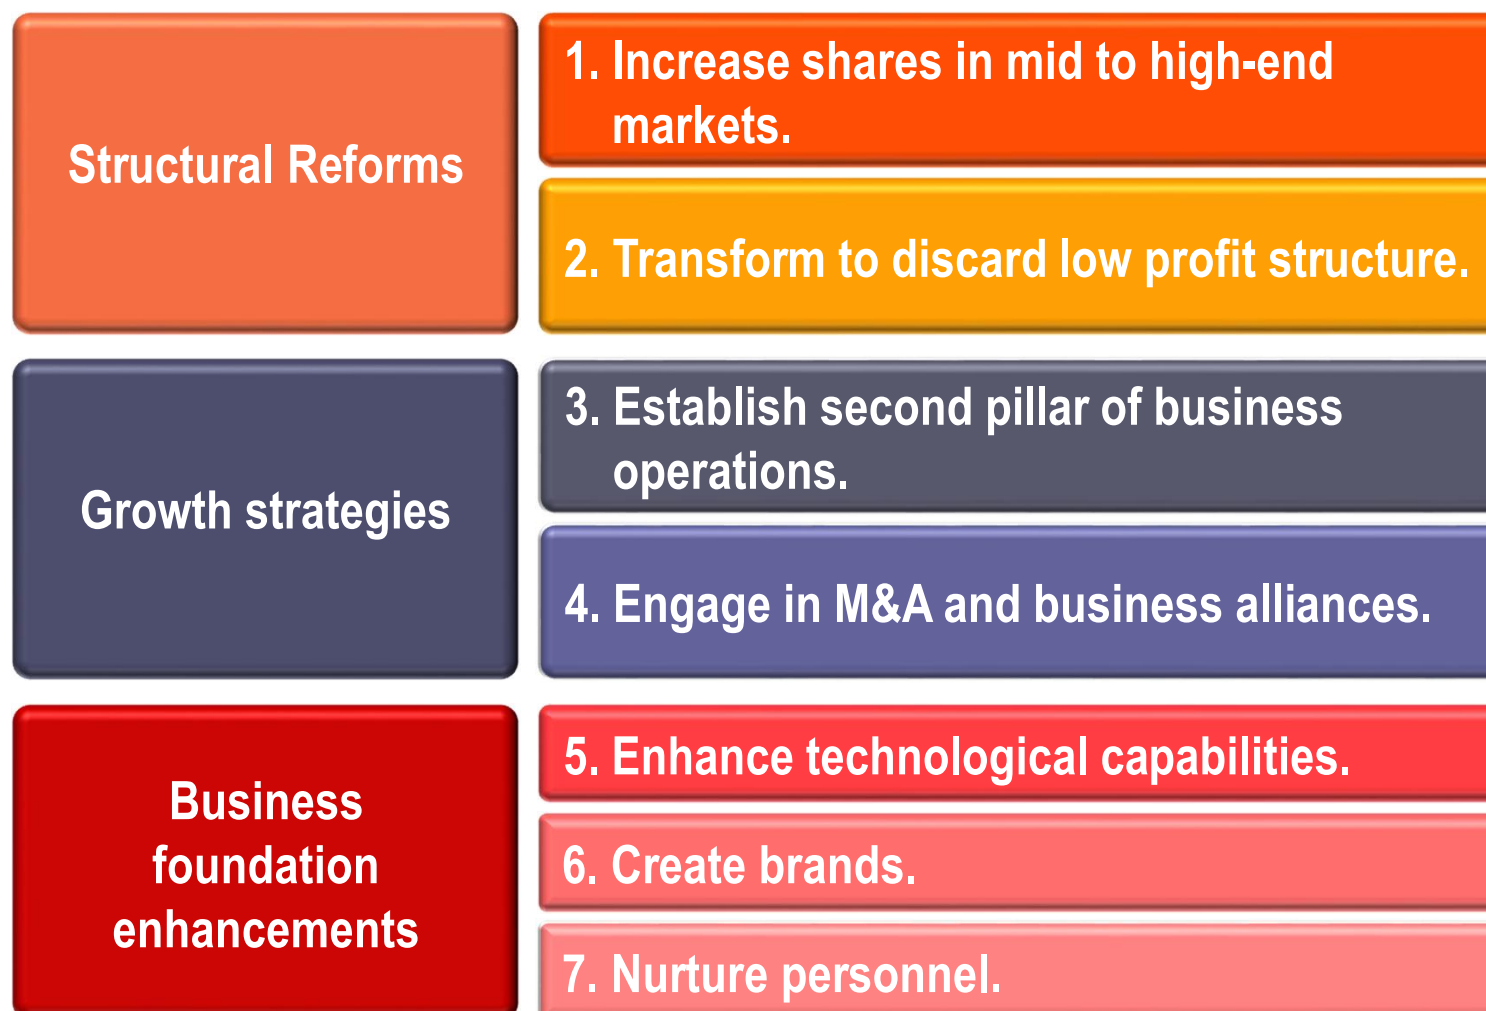 Structural Reforms
1. Increase shares in mid to high-end
markets.
2. Transform to discard low profit structure.
Growth strategies
3. Establish second pillar of business
operations.
4. Engage in M&A and business alliances.
Business
foundation
enhancements
5. Enhance technological capabilities.
6. Create brands.
7. Nurture personnel.